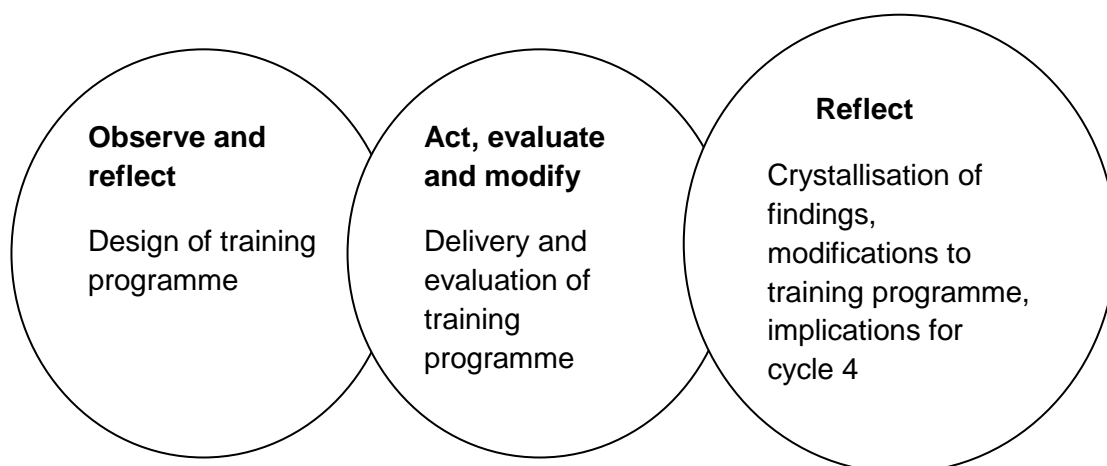 Observe and
reflect
Design of training
programme
Act, evaluate
and modify
Delivery and
evaluation of
training
programme
Reflect
Crystallisation of
findings,
modifications to
training programme,
implications for
cycle 4